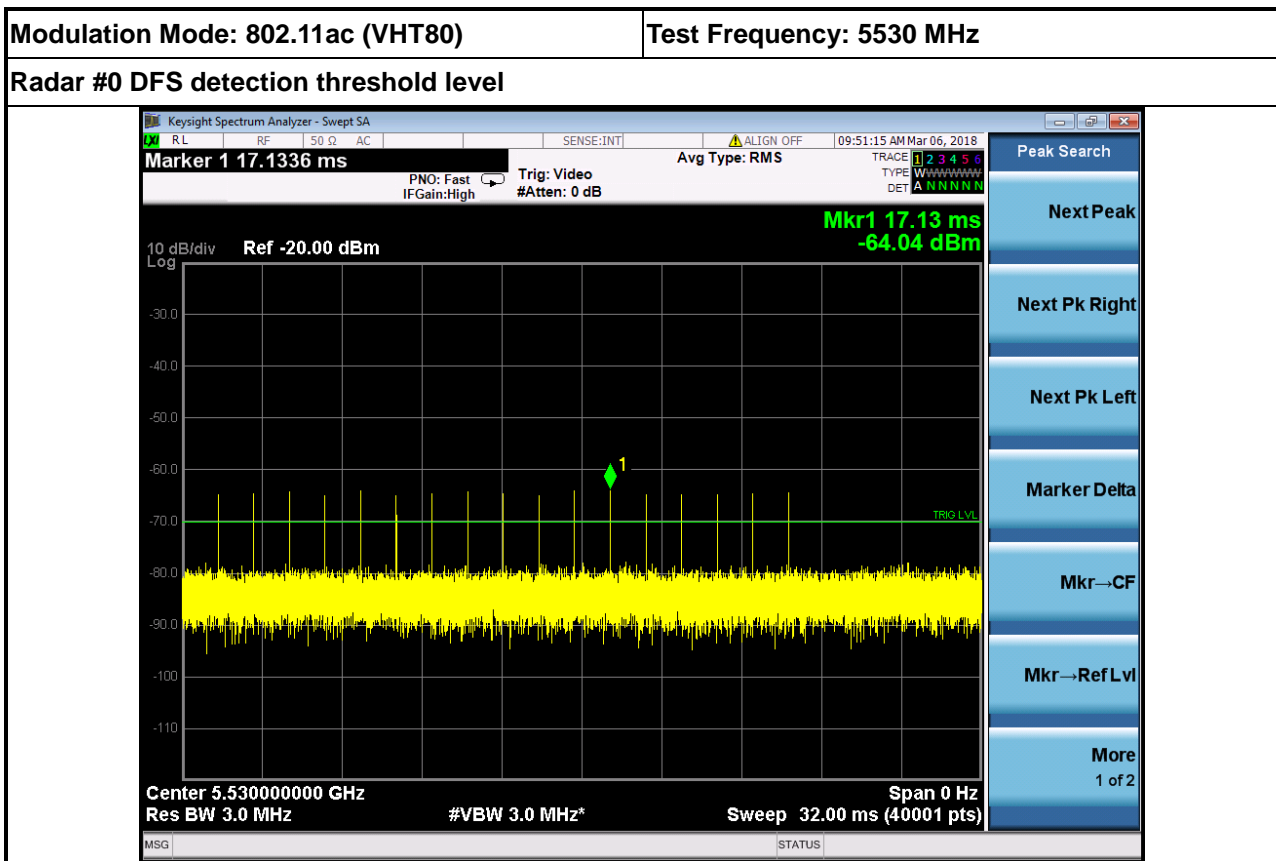 Modulation Mode: 802.11ac (VHT80) Test Frequency: 5530 MHz
Radar #0 DFS detection threshold level
Keysight Spectrum Analyzer - Swept SA
LXI RL RF 50 Ω AC SENSE:INT ALIGN OFF 09:51:15 AM Mar 06, 2018
Marker 1 17.1336 ms
PNO: Fast
IFGain:High
Trig: Video
#Atten: 0 dB
Avg Type: RMS
TRACE 1 2 3 4 5 6
TYPE WWWWWW
DET A N N N N N
Peak Search
Mkr1 17.13 ms
-64.04 dBm
10 dB/div Ref -20.00 dBm
Log
-30.0
-40.0
-50.0
-60.0
-70.0
-80.0
-90.0
-100
-110
1
TRIG LVL
Center 5.530000000 GHz Span 0 Hz
Res BW 3.0 MHz #VBW 3.0 MHz* Sweep 32.00 ms (40001 pts)
Next Peak
Next Pk Right
Next Pk Left
Marker Delta
Mkr→CF
Mkr→Ref Lvl
More
1 of 2
MSG STATUS